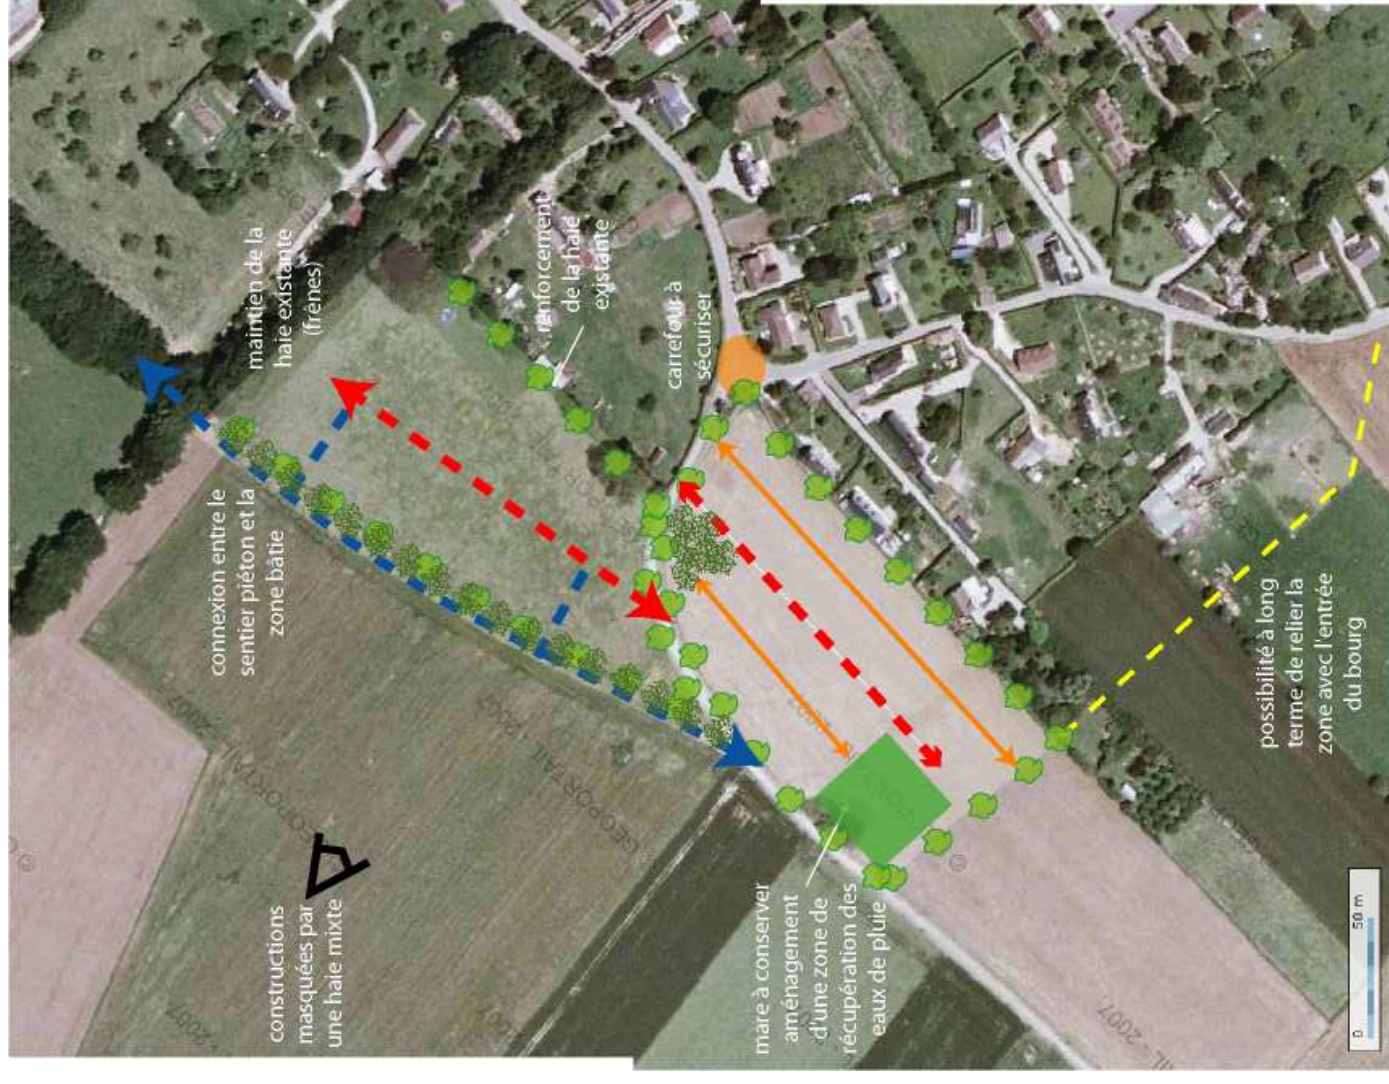 maintien de la
haie existante
(frênes)
renforcement
de la haie
existante
carrefour à
sécuriser
connexion entre le
sentier piéton et la
zone bâtie
constructions
masquées par
une haie mixte
mare à conserver
aménagement
d'une zone de
récupération des
eaux de pluie
possibilité à long
terme de relier la
zone avec l'entrée
du bourg
0 50 m